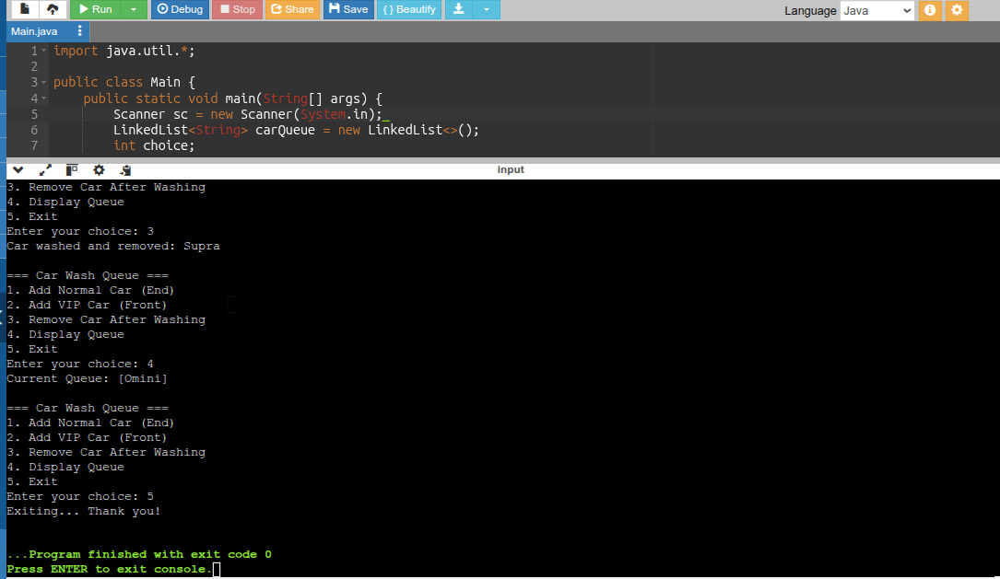 Run Debug Stop Share Save { } Beautify Language Java
Main.java
1 import java.util.*;
2
3 public class Main {
4 public static void main(String[] args) {
5 Scanner sc = new Scanner(System.in);_
6 LinkedList<String> carQueue = new LinkedList<>();
7 int choice;
input
3. Remove Car After Washing
4. Display Queue
5. Exit
Enter your choice: 3
Car washed and removed: Supra
=== Car Wash Queue ===
1. Add Normal Car (End)
2. Add VIP Car (Front)
3. Remove Car After Washing
4. Display Queue
5. Exit
Enter your choice: 4
Current Queue: [Omini]
=== Car Wash Queue ===
1. Add Normal Car (End)
2. Add VIP Car (Front)
3. Remove Car After Washing
4. Display Queue
5. Exit
Enter your choice: 5
Exiting... Thank you!
...Program finished with exit code 0
Press ENTER to exit console.